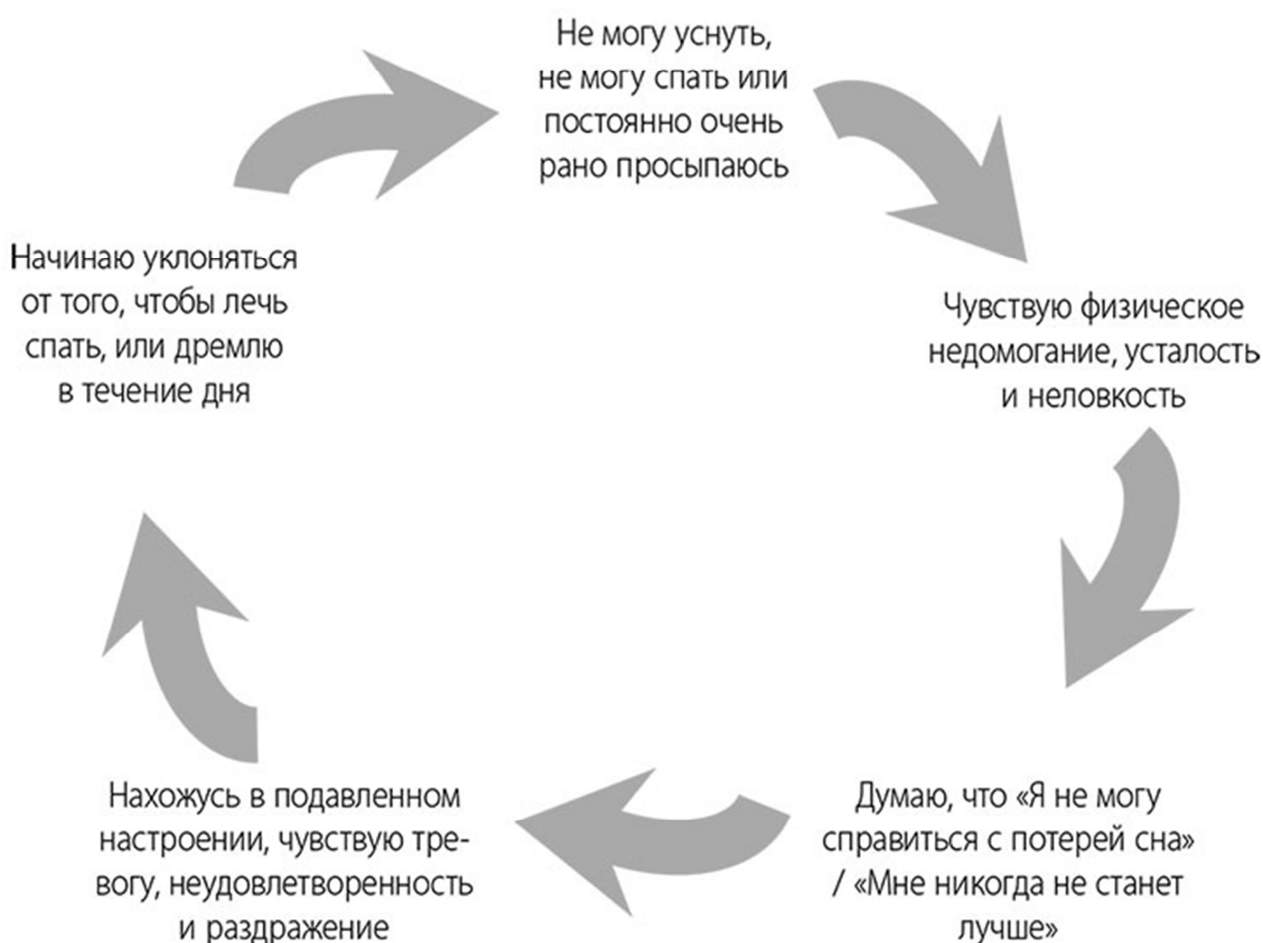 Не могу уснуть,
не могу спать или
постоянно очень
рано просыпаюсь
Чувствую физическое
недомогание, усталость
и неловкость
Думаю, что «Я не могу
справиться с потерей сна»
/ «Мне никогда не станет
лучше»
Нахожусь в подавленном
настроении, чувствую тре-
вогу, неудовлетворенность
и раздражение
Начинаю уклоняться
от того, чтобы лечь
спать, или дремлю
в течение дня